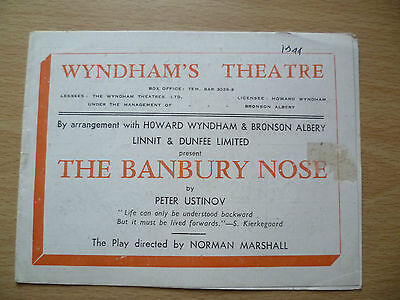 1944
WYNDHAM'S THEATRE
BOX OFFICE: TEM. BAR 3028-9
LESSEES: THE WYNDHAM THEATRES LTD. LICENSEE: HOWARD WYNDHAM
UNDER THE MANAGEMENT OF BRONSON ALBERY
By arrangement with HOWARD WYNDHAM & BRONSON ALBERY
LINNIT & DUNFEE LIMITED
present
THE BANBURY NOSE
by
PETER USTINOV
"Life can only be understood backward
But it must be lived forwards."—S. Kierkegaard
The Play directed by NORMAN MARSHALL